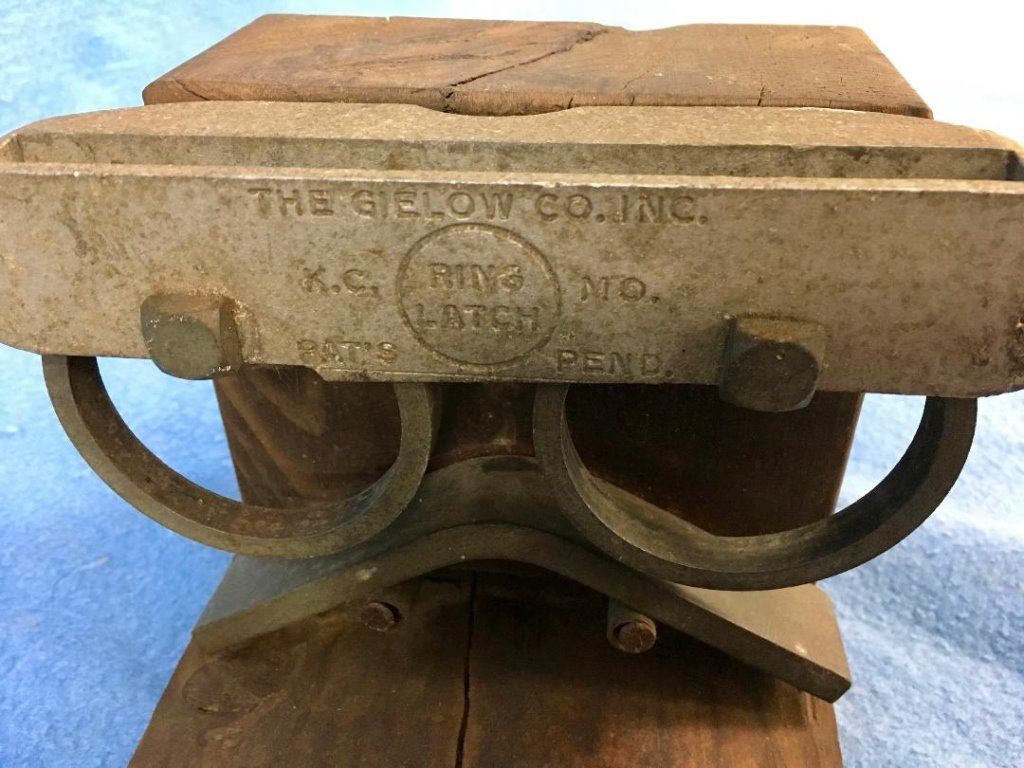 THE GIELOW CO. INC.
K.C. RING MO.
LATCH
PAT'S PEND.